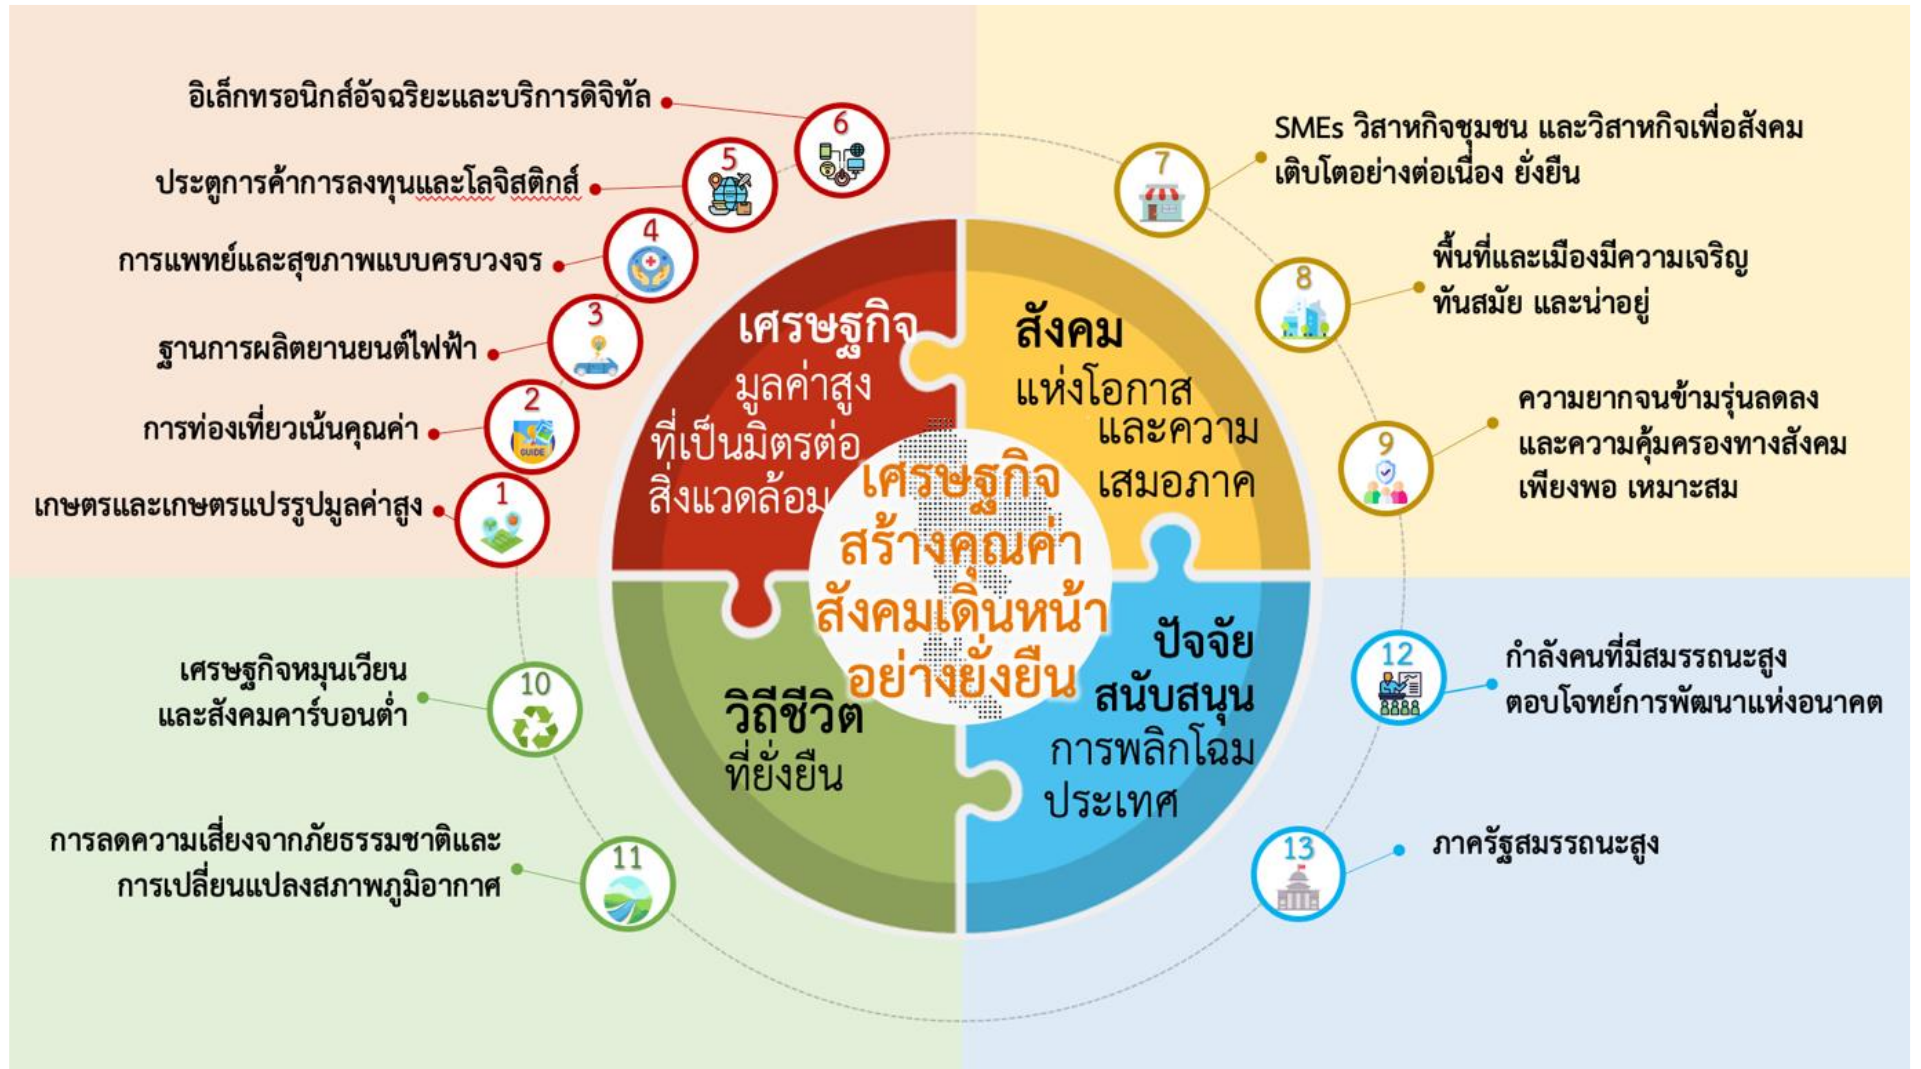 อิเล็กทรอนิกส์อัจฉริยะและบริการดิจิทัล
6
ประตูการค้าการลงทุนและโลจิสติกส์
5
การแพทย์และสุขภาพแบบครบวงจร
4
ฐานการผลิตยานยนต์ไฟฟ้า
3
การท่องเที่ยวเน้นคุณค่า
2
GUIDE
เกษตรและเกษตรแปรรูปมูลค่าสูง
1
7
SMEs วิสาหกิจชุมชน และวิสาหกิจเพื่อสังคม
เติบโตอย่างต่อเนื่อง ยั่งยืน
8
พื้นที่และเมืองมีความเจริญ
ทันสมัย และน่าอยู่
9
ความยากจนข้ามรุ่นลดลง
และความคุ้มครองทางสังคม
เพียงพอ เหมาะสม
เศรษฐกิจ
มูลค่าสูง
ที่เป็นมิตรต่อ
สิ่งแวดล้อม
สังคม
แห่งโอกาส
และความ
เสมอภาค
เศรษฐกิจ
สร้างคุณค่า
สังคมเดินหน้า
อย่างยั่งยืน
วิถีชีวิต
ที่ยั่งยืน
ปัจจัย
สนับสนุน
การพลิกโฉม
ประเทศ
เศรษฐกิจหมุนเวียน
และสังคมคาร์บอนต่ำ
10
การลดความเสี่ยงจากภัยธรรมชาติและ
การเปลี่ยนแปลงสภาพภูมิอากาศ
11
12
กำลังคนที่มีสมรรถนะสูง
ตอบโจทย์การพัฒนาแห่งอนาคต
13
ภาครัฐสมรรถนะสูง